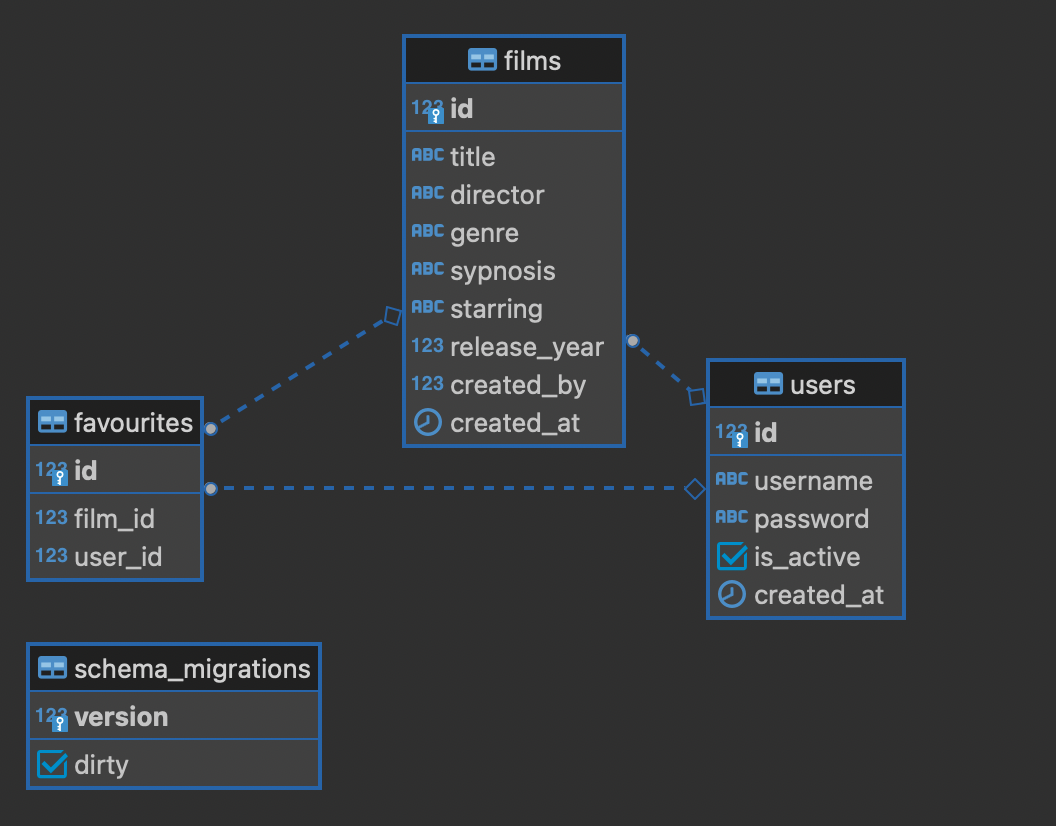 films
123 id
ABC title
ABC director
ABC genre
ABC sypnosis
ABC starring
123 release_year
123 created_by
created_at
favourites
123 id
123 film_id
123 user_id
users
123 id
ABC username
ABC password
is_active
created_at
schema_migrations
123 version
dirty